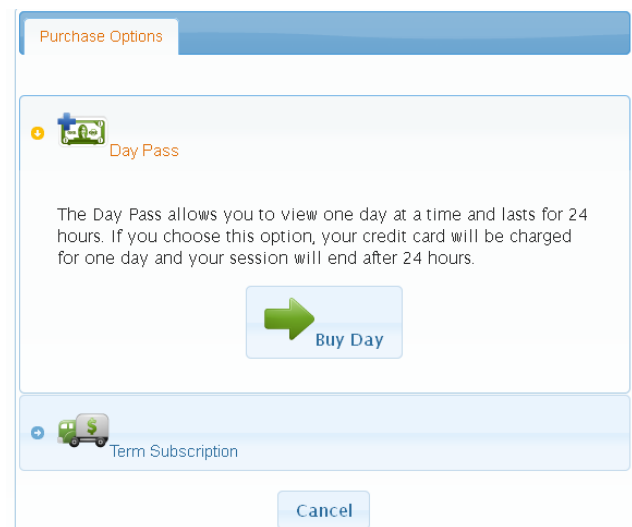 Purchase Options
Day Pass
The Day Pass allows you to view one day at a time and lasts for 24
hours. If you choose this option, your credit card will be charged
for one day and your session will end after 24 hours.
Buy Day
$
Term Subscription
Cancel